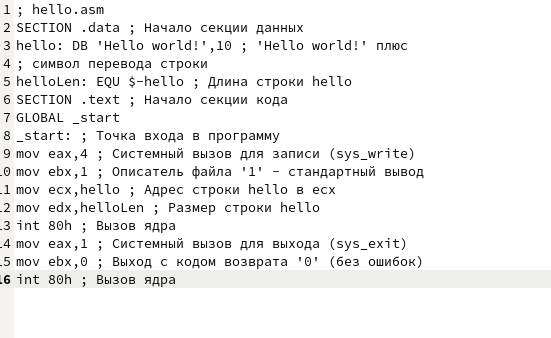 1 ; hello.asm
2 SECTION .data ; Начало секции данных
3 hello: DB 'Hello world!',10 ; 'Hello world!' плюс
4 ; символ перевода строки
5 helloLen: EQU $-hello ; Длина строки hello
6 SECTION .text ; Начало секции кода
7 GLOBAL _start
8 _start: ; Точка входа в программу
9 mov eax,4 ; Системный вызов для записи (sys_write)
10 mov ebx,1 ; Описатель файла '1' - стандартный вывод
11 mov ecx,hello ; Адрес строки hello в ecx
12 mov edx,helloLen ; Размер строки hello
13 int 80h ; Вызов ядра
14 mov eax,1 ; Системный вызов для выхода (sys_exit)
15 mov ebx,0 ; Выход с кодом возврата '0' (без ошибок)
16 int 80h ; Вызов ядра